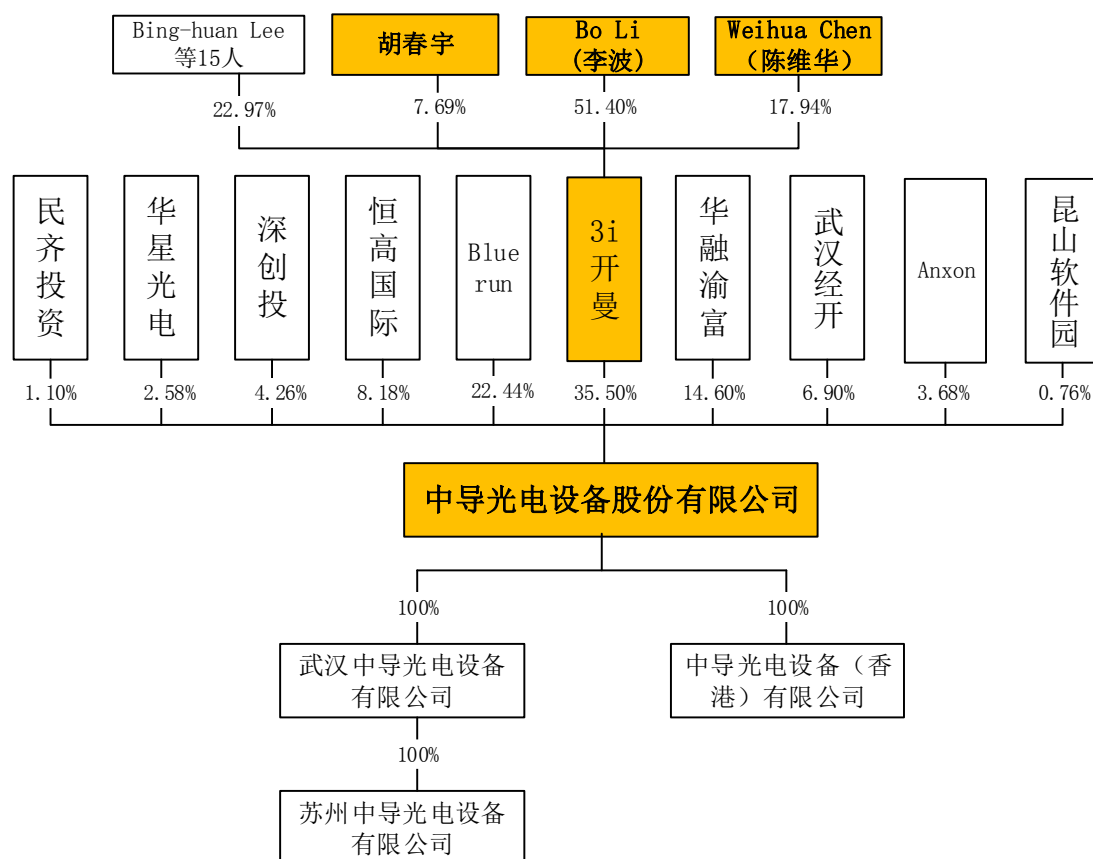 Bing-huan Lee
等15人
胡春宇
Bo Li
(李波)
Weihua Chen
（陈维华）
22.97%
7.69%
51.40%
17.94%
民齐投资
华星光电
深创投
恒高国际
Blue
run
3i开曼
华融渝富
武汉经开
Anxon
昆山软件园
1.10%
2.58%
4.26%
8.18%
22.44%
35.50%
14.60%
6.90%
3.68%
0.76%
中导光电设备股份有限公司
100%
100%
武汉中导光电设备
有限公司
中导光电设备（香
港）有限公司
100%
苏州中导光电设备
有限公司